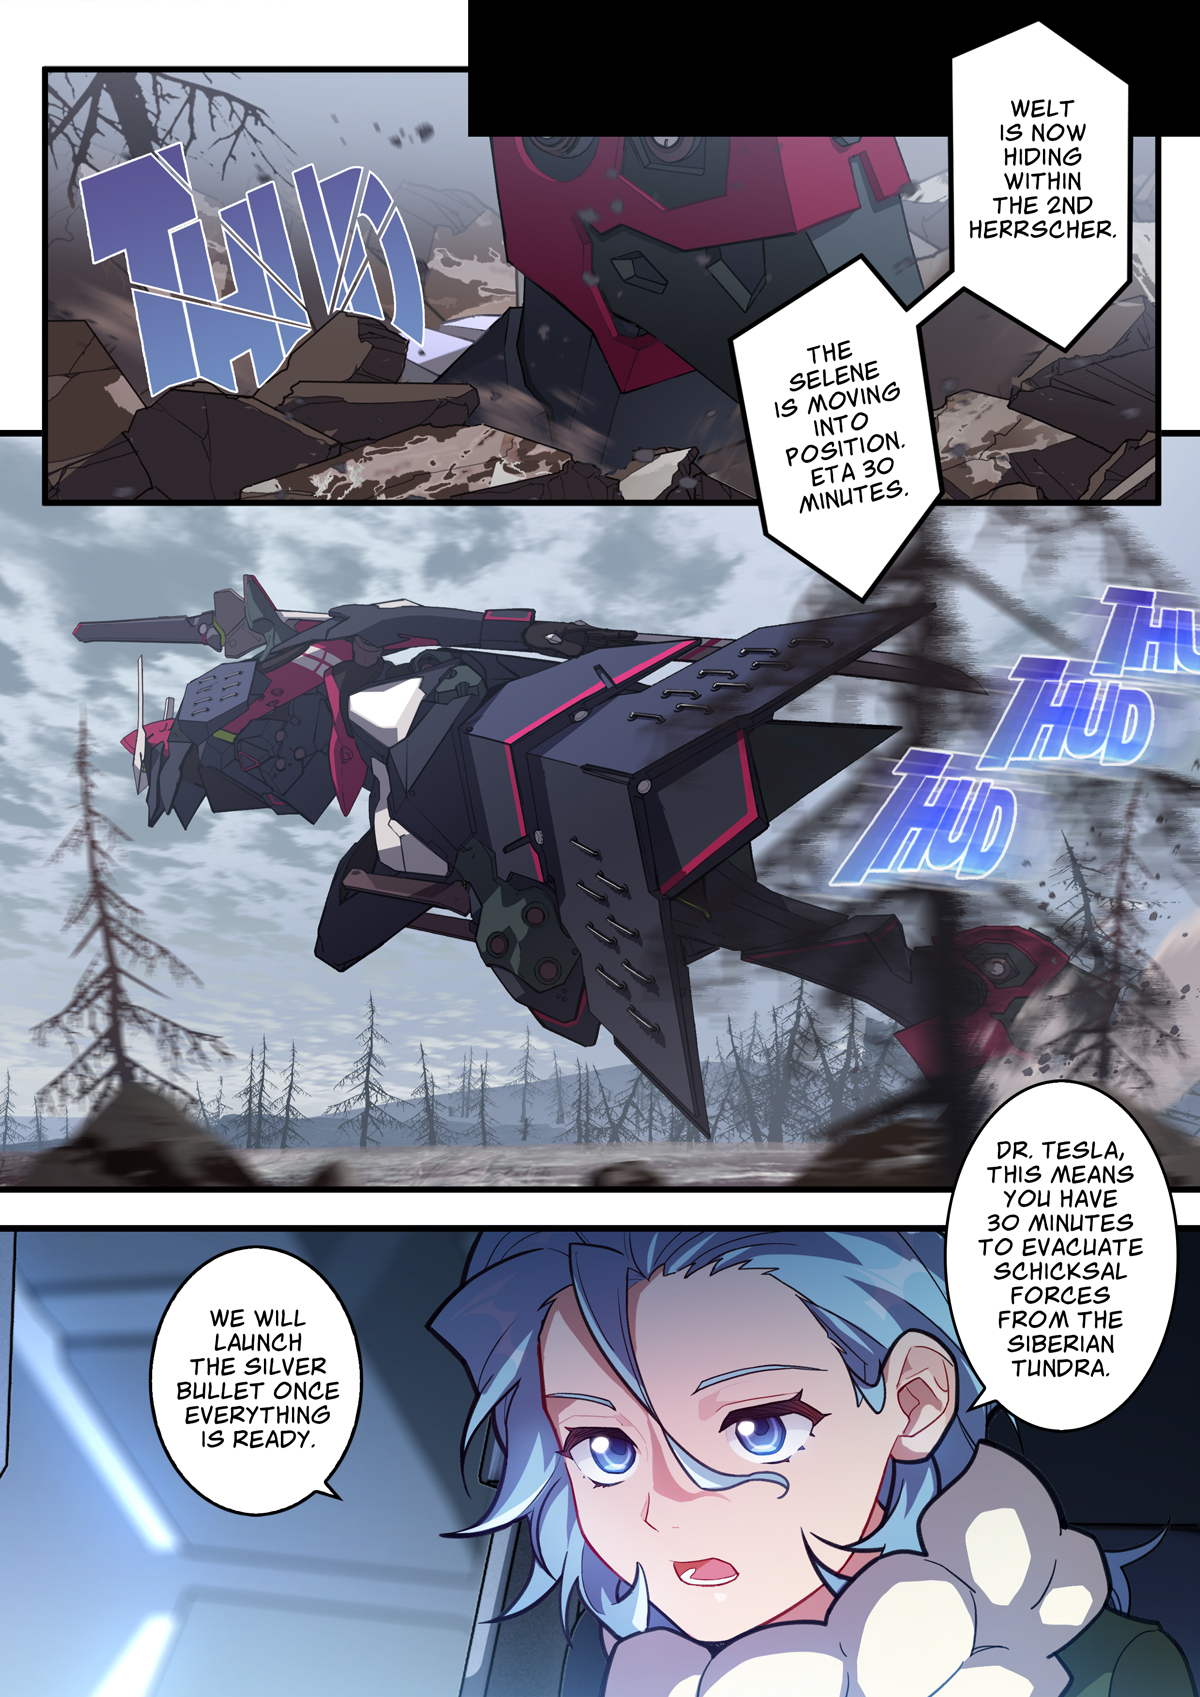 WELT
IS NOW
HIDING
WITHIN
THE 2ND
HERRSCHER.
THE
SELENE
IS MOVING
INTO
POSITION.
ETA 30
MINUTES.
THUD
THU
THUD
THUD
DR. TESLA,
THIS MEANS
YOU HAVE
30 MINUTES
TO EVACUATE
SCHICKSAL
FORCES
FROM THE
SIBERIAN
TUNDRA.
WE WILL
LAUNCH
THE SILVER
BULLET ONCE
EVERYTHING
IS READY.